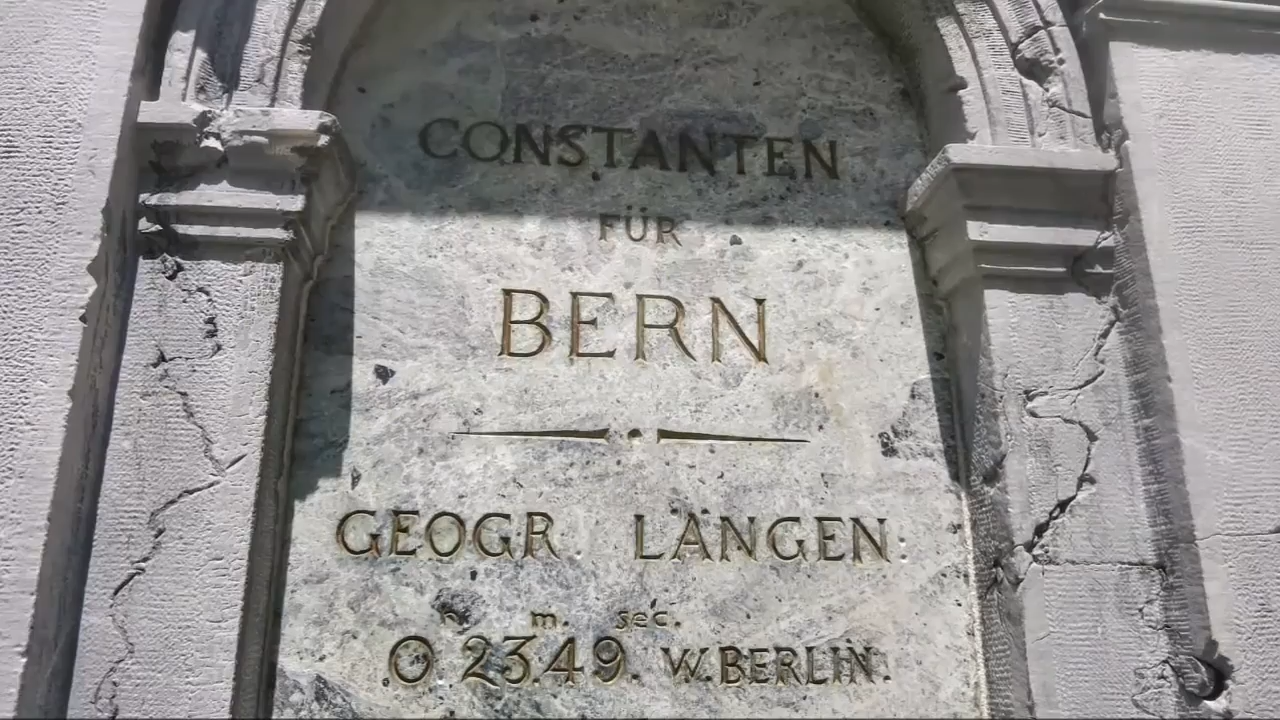 CONSTANTEN
FÜR
BERN
GEOGR. LÄNGEN:
h. m. sec.
0 23.49. W. BERLIN.